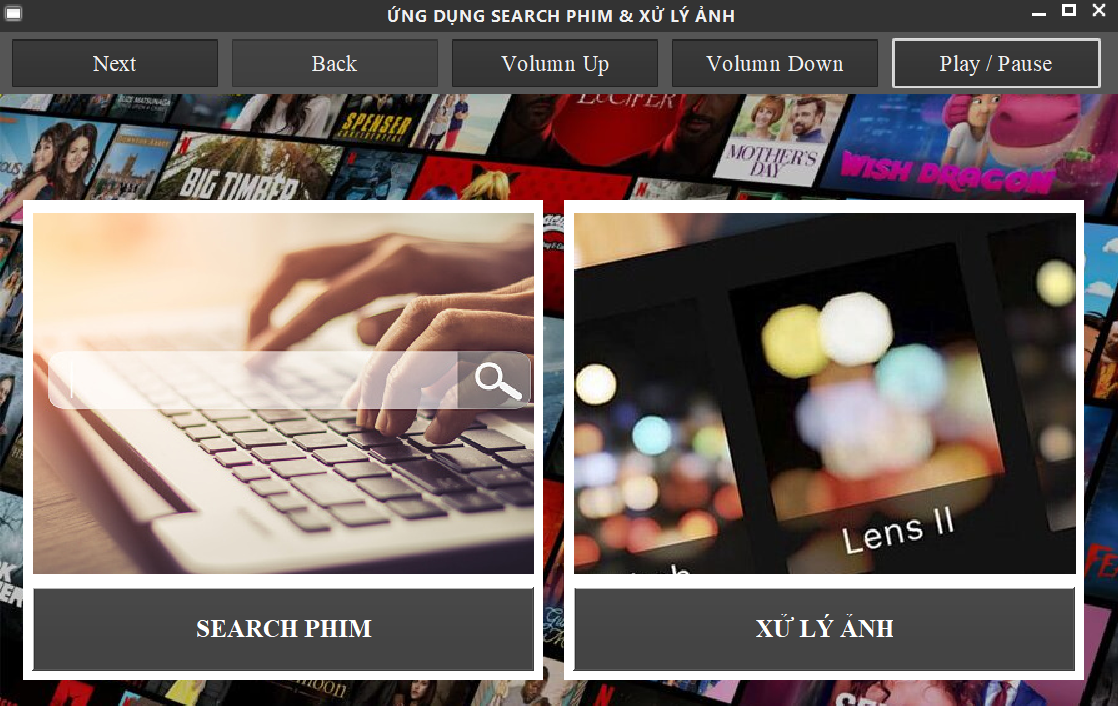 ỨNG DỤNG SEARCH PHIM & XỬ LÝ ẢNH
Next
Back
Volumn Up
Volumn Down
Play / Pause
LUCIFER
SPENSER
CONFIDENTIAL
MOTHER'S
DAY
WISH DRAGON
BIG TIMBER
Lens II
SEARCH PHIM
XỬ LÝ ẢNH